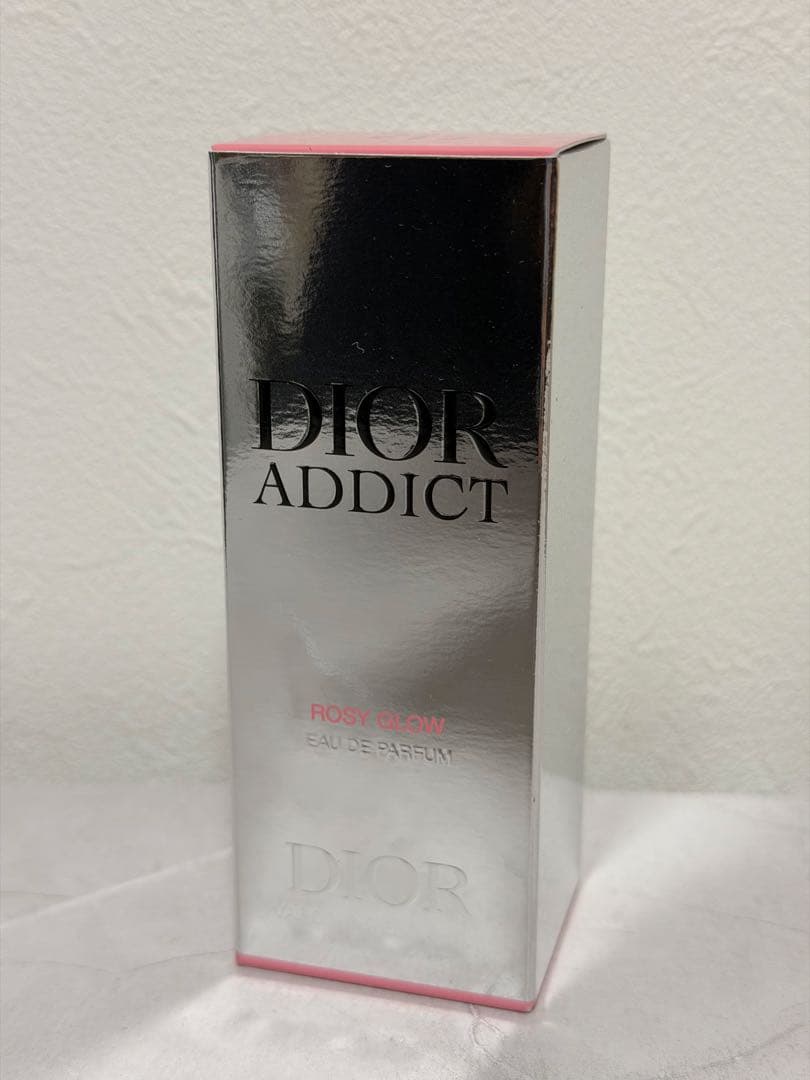 DIOR
ADDICT
ROSY GLOW
EAU DE PARFUM
DIOR